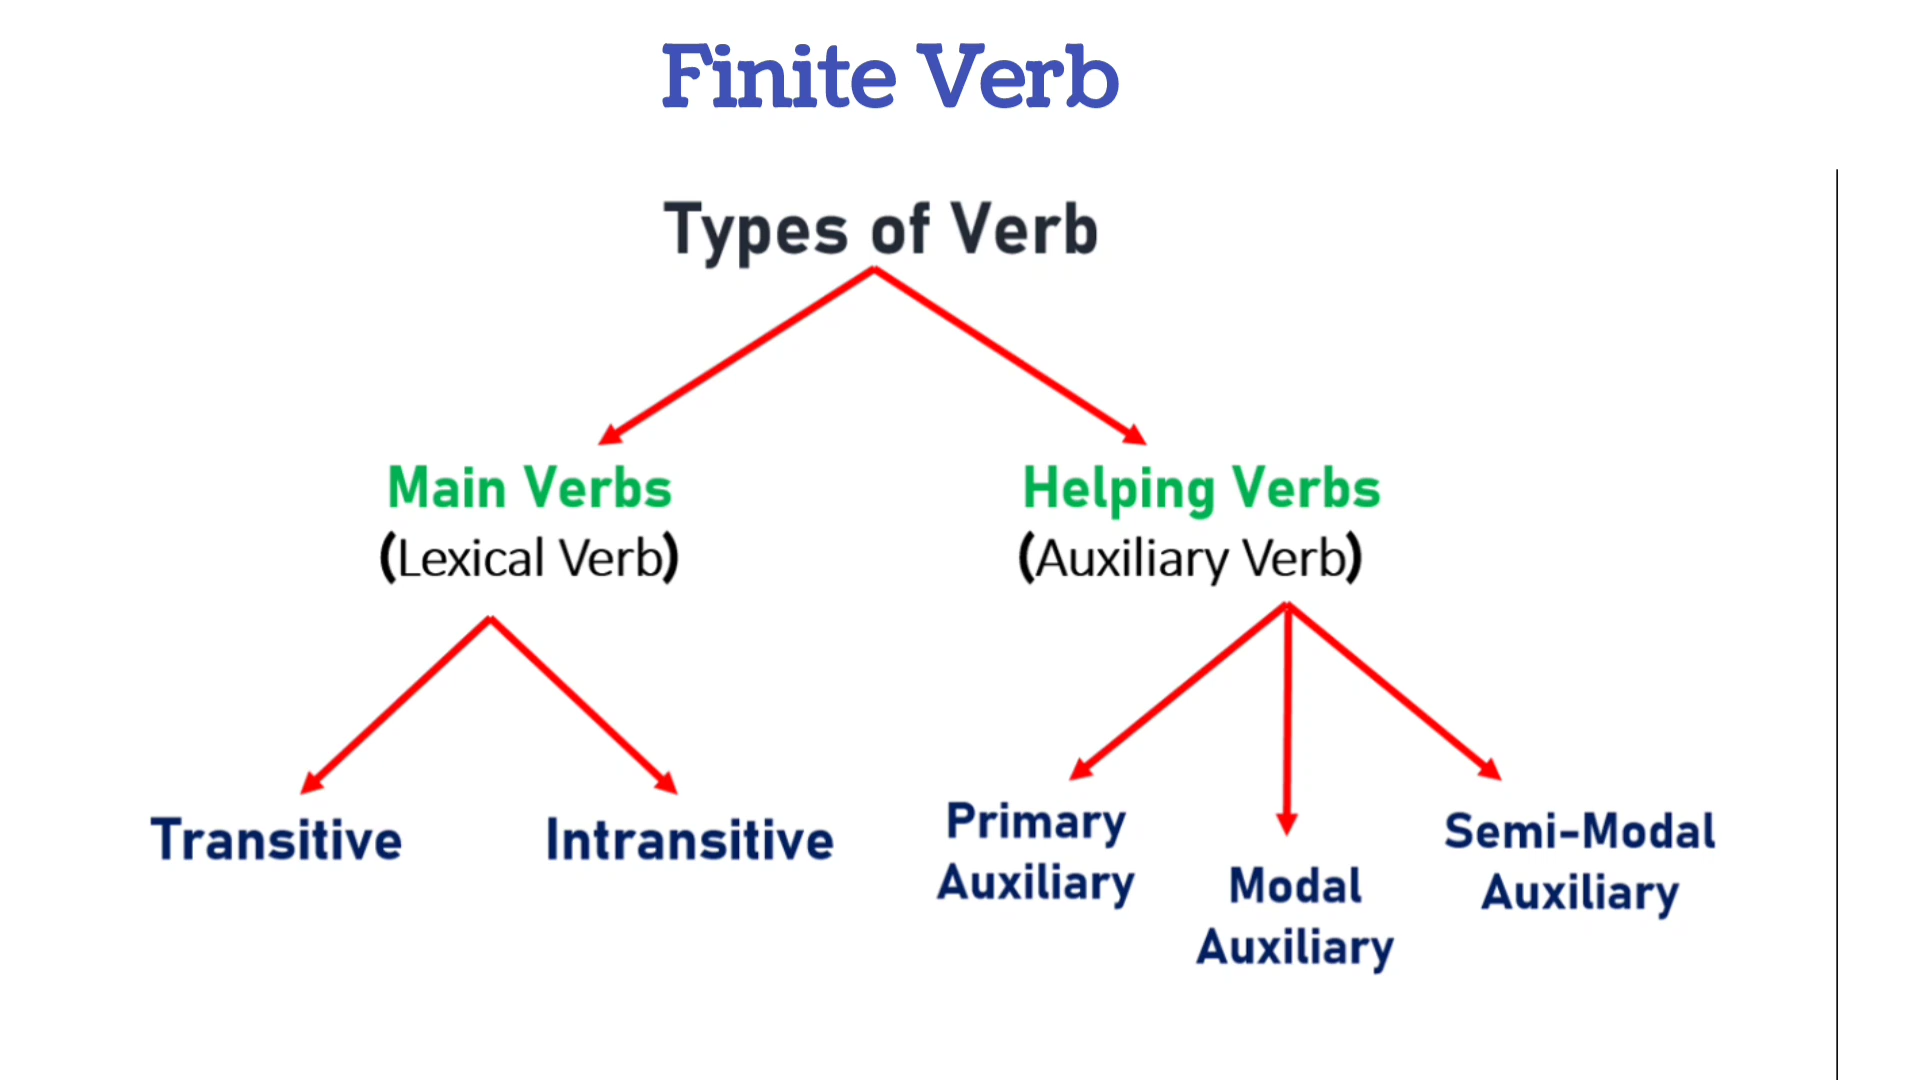 Finite Verb
Types of Verb
Main Verbs
(Lexical Verb)
Helping Verbs
(Auxiliary Verb)
Transitive
Intransitive
Primary
Auxiliary
Modal
Auxiliary
Semi-Modal
Auxiliary